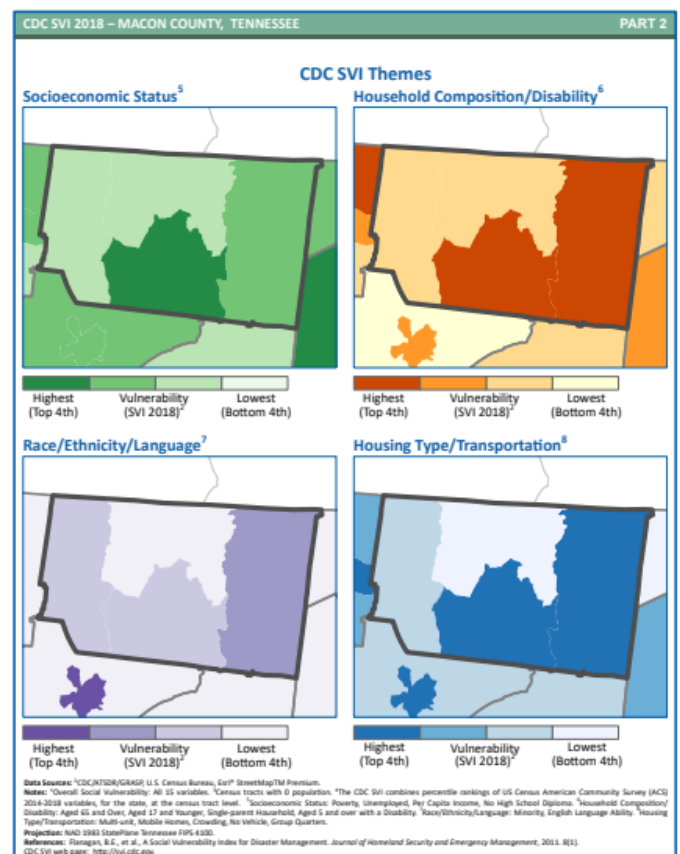 CDC SVI 2018 – MACON COUNTY, TENNESSEE PART 2
CDC SVI Themes
Socioeconomic Status⁵ Household Composition/Disability⁶
Highest (Top 4th) Vulnerability (SVI 2018)² Lowest (Bottom 4th)
Highest (Top 4th) Vulnerability (SVI 2018)² Lowest (Bottom 4th)
Race/Ethnicity/Language⁷ Housing Type/Transportation⁸
Highest (Top 4th) Vulnerability (SVI 2018)² Lowest (Bottom 4th)
Highest (Top 4th) Vulnerability (SVI 2018)² Lowest (Bottom 4th)
Data Sources: ²CDC/ATSDR/GRASP, U.S. Census Bureau, Esri® StreetMapTM Premium.
Notes: ¹Overall Social Vulnerability: All 15 variables. ³Census tracts with 0 population. ⁴The CDC SVI combines percentile rankings of US Census American Community Survey (ACS)
2014-2018 variables, for the state, at the census tract level. ⁵Socioeconomic Status: Poverty, Unemployed, Per Capita Income, No High School Diploma. ⁶Household Composition/
Disability: Aged 65 and Over, Aged 17 and Younger, Single-parent Household, Aged 5 and over with a Disability. ⁷Race/Ethnicity/Language: Minority, English Language Ability. ⁸Housing
Type/Transportation: Multi-unit, Mobile Homes, Crowding, No Vehicle, Group Quarters.
Projection: NAD 1983 StatePlane Tennessee FIPS 4100.
References: Flanagan, B.E., et al., A Social Vulnerability Index for Disaster Management. Journal of Homeland Security and Emergency Management, 2011. 8(1).
CDC SVI web page: http://svi.cdc.gov.